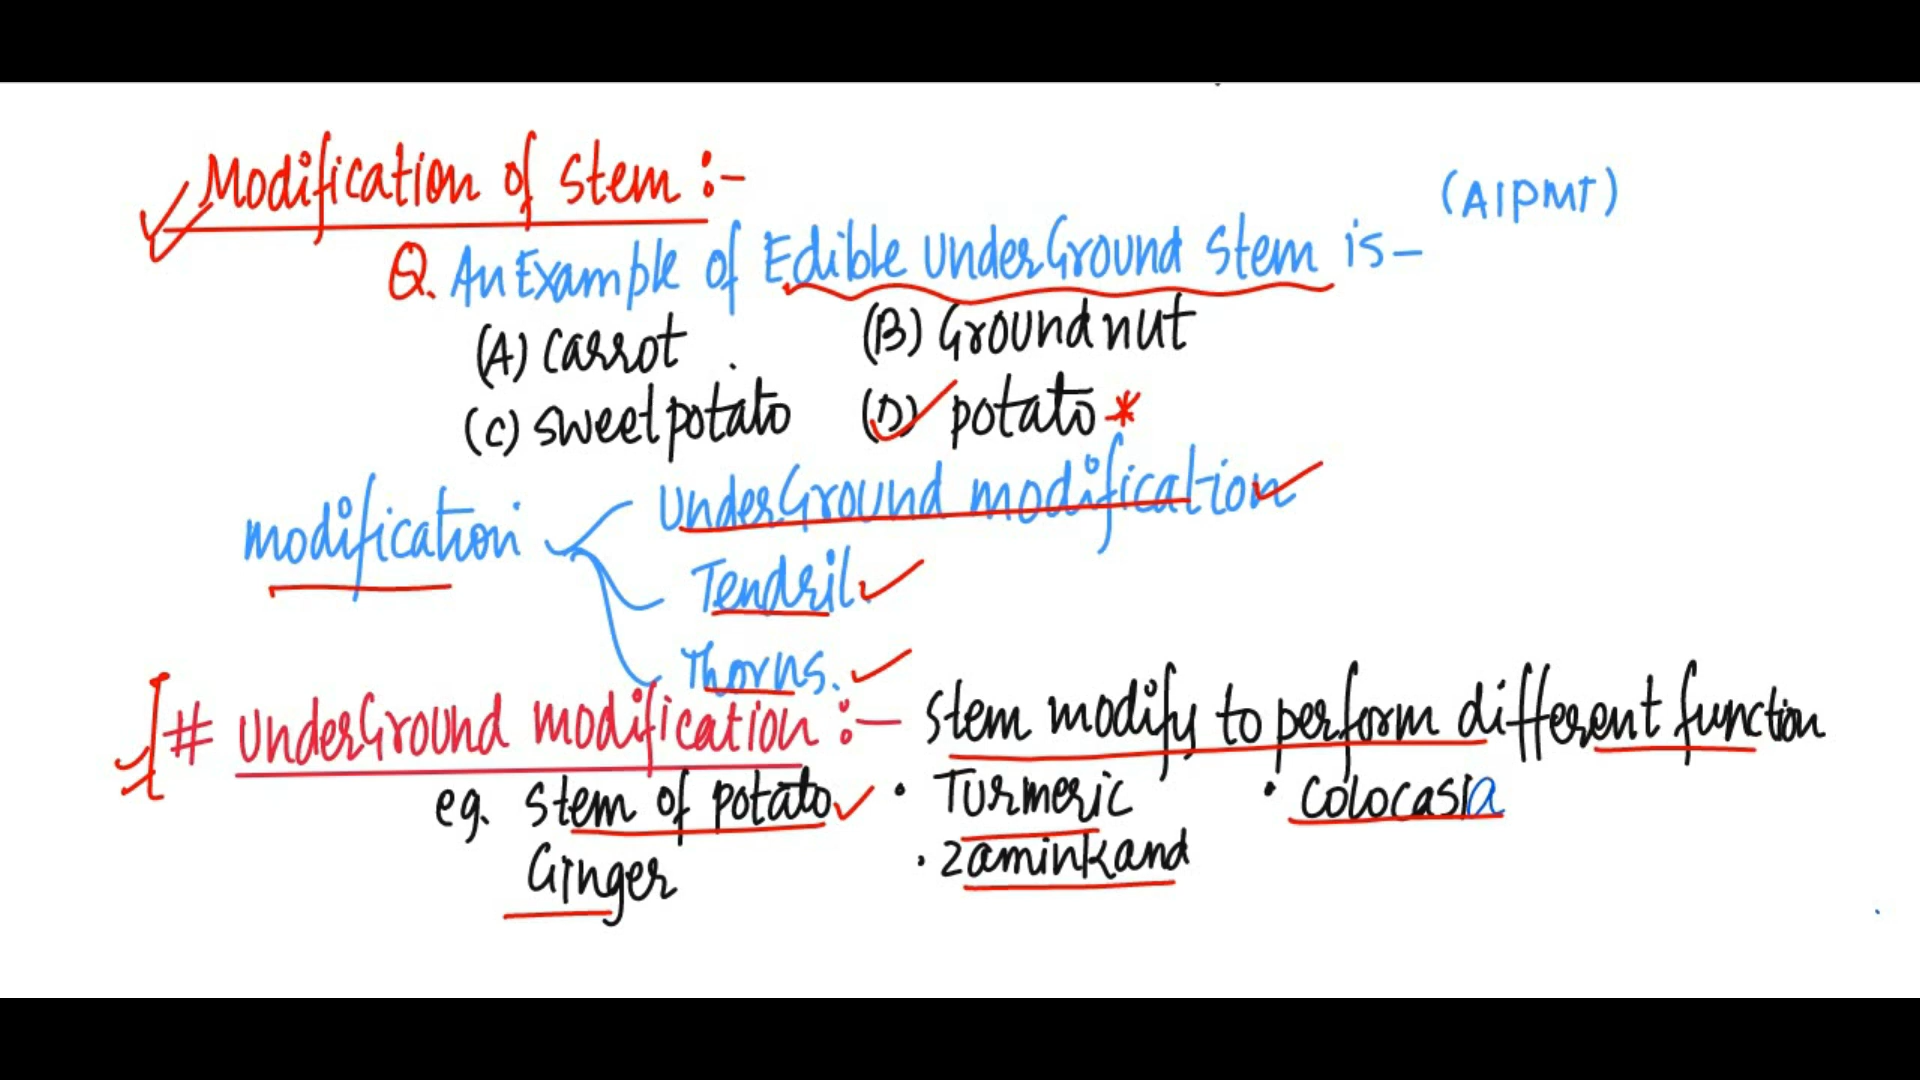 Modification of stem :-
(AIPMT)
Q. An Example of Edible UnderGround Stem is -
(A) Carrot (B) Groundnut
(C) sweet potato (D) potato *
modification UnderGround modification
Tendril
Thorns.
# UnderGround modification :- Stem modify to perform different function
eg. Stem of potato • Turmeric • Colocasia
Ginger • Zaminkand